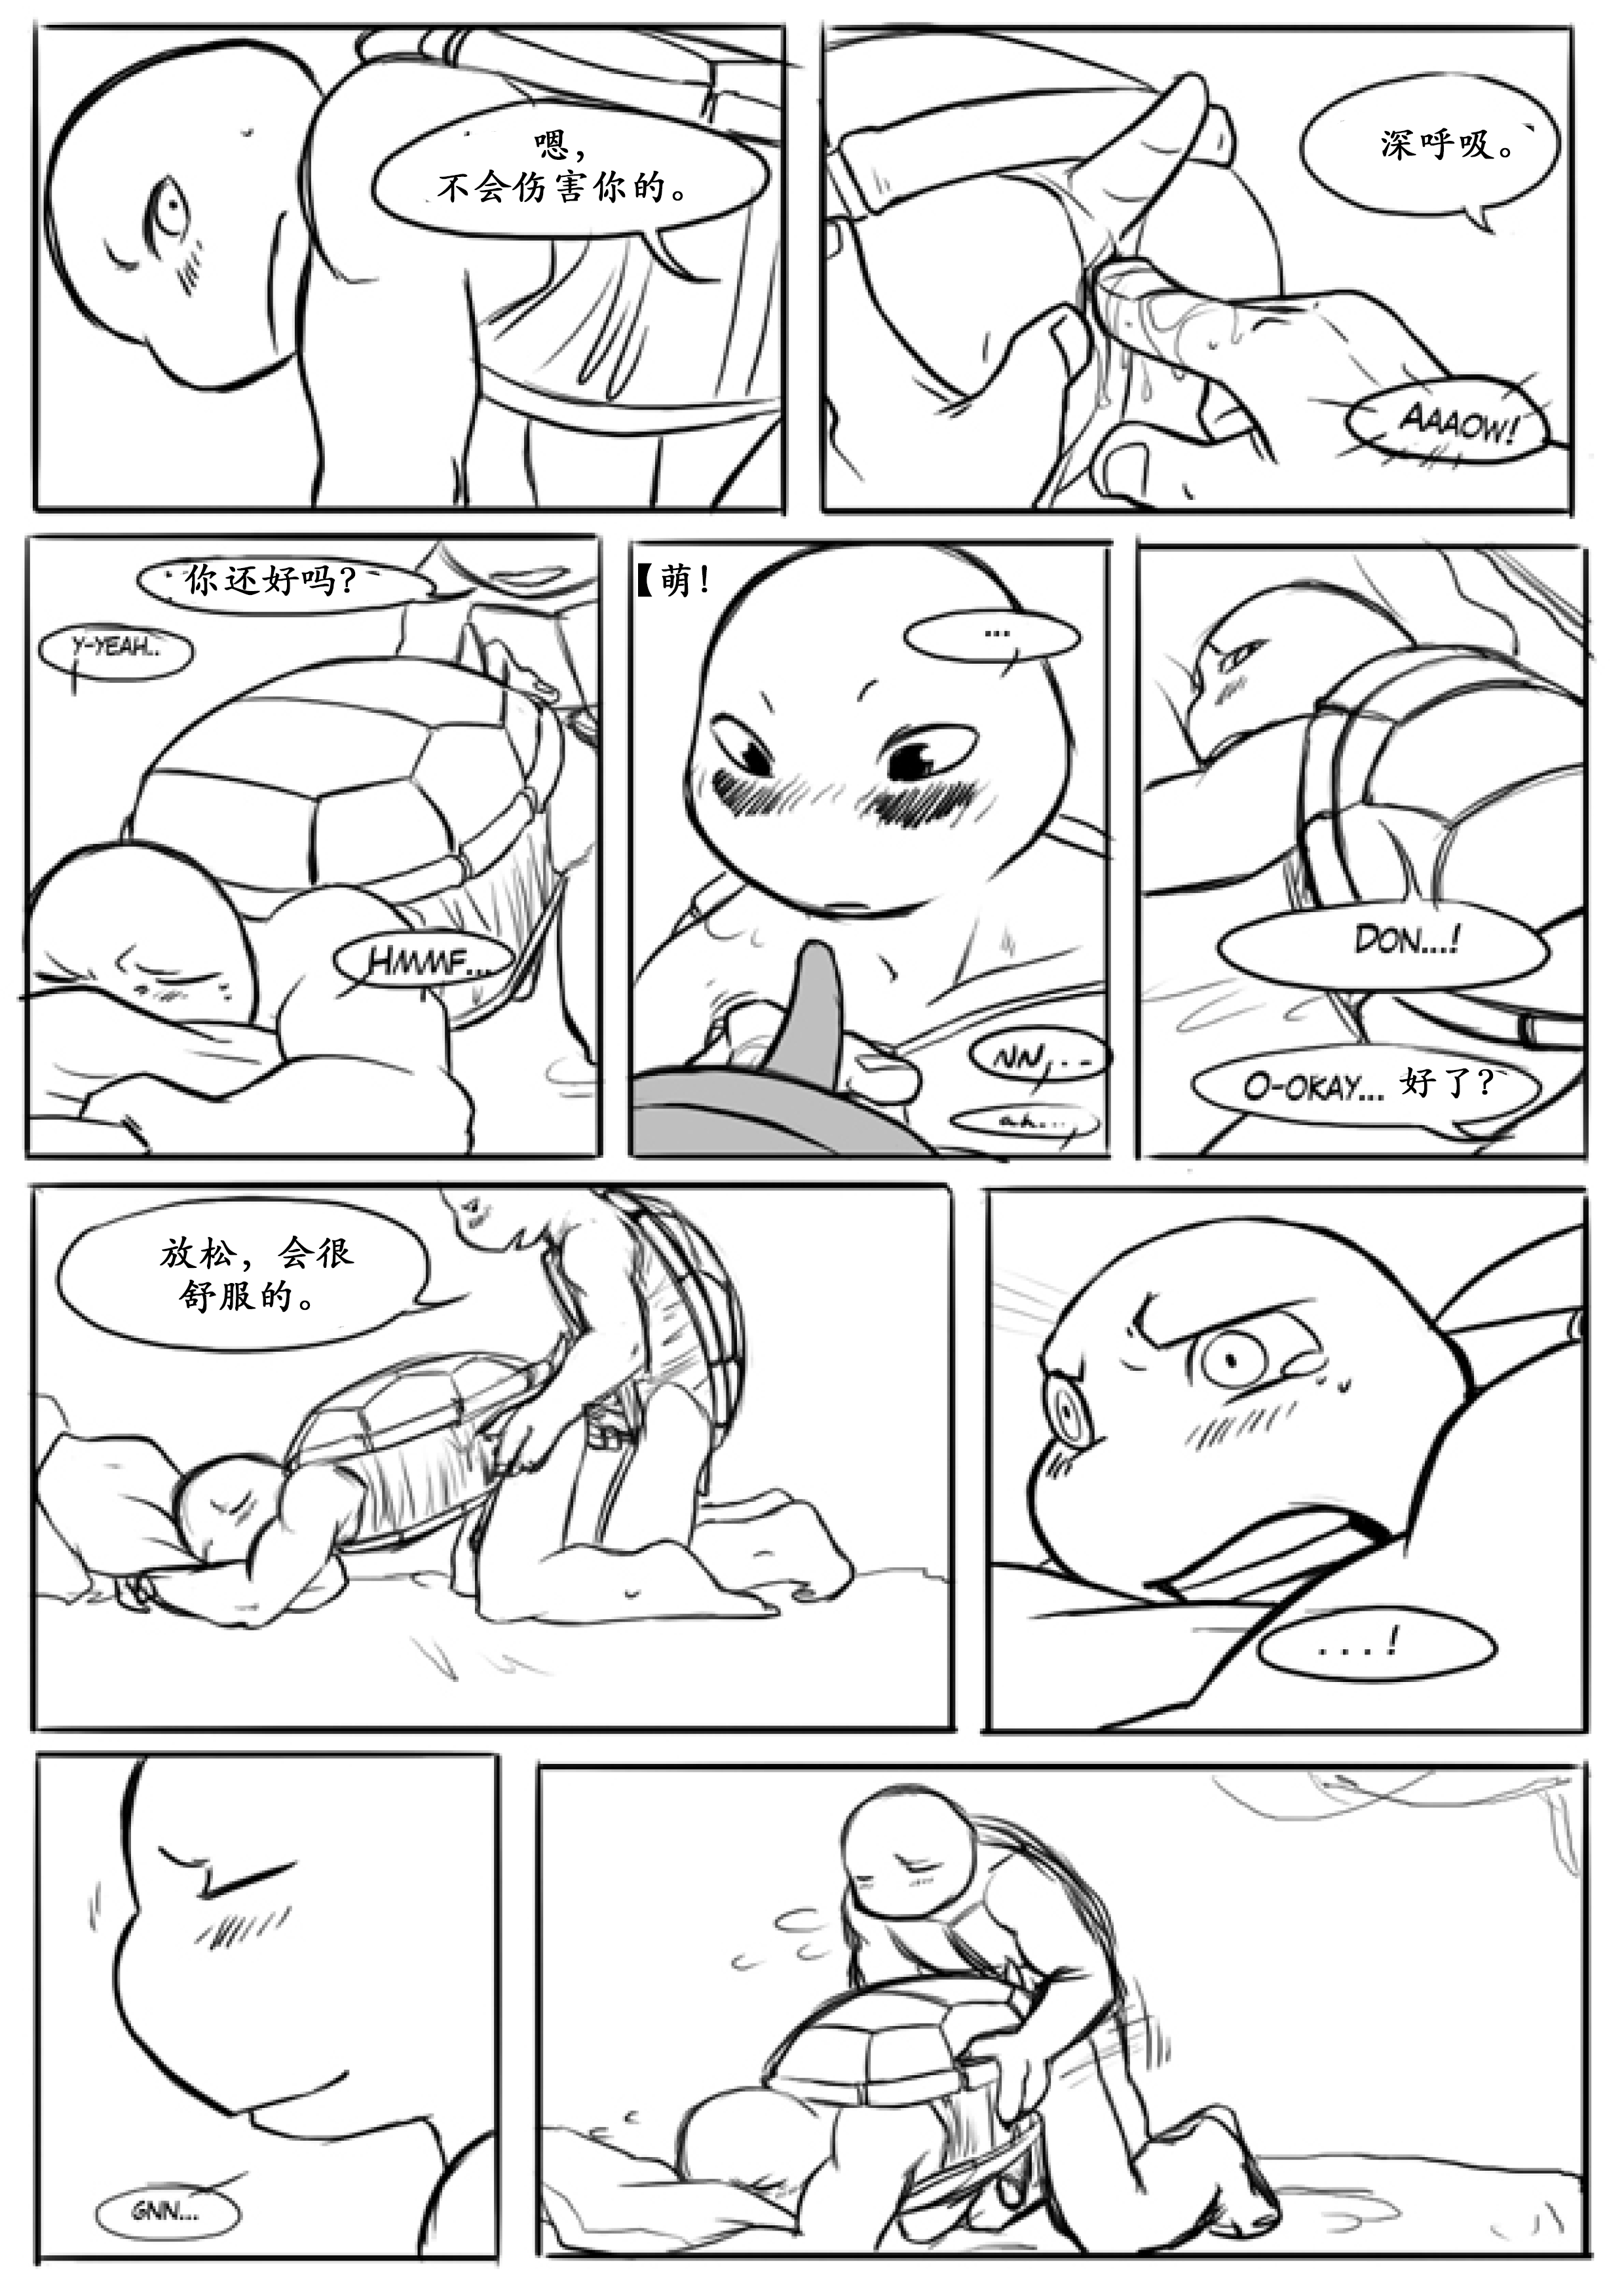 嗯，
不会伤害你的。
深呼吸。
AAAOW!
你还好吗？
Y-YEAH..
HMMF...
【萌！
...
NN...
ah...
DON...!
O-OKAY... 好了？
放松，会很
舒服的。
...!
GNN...